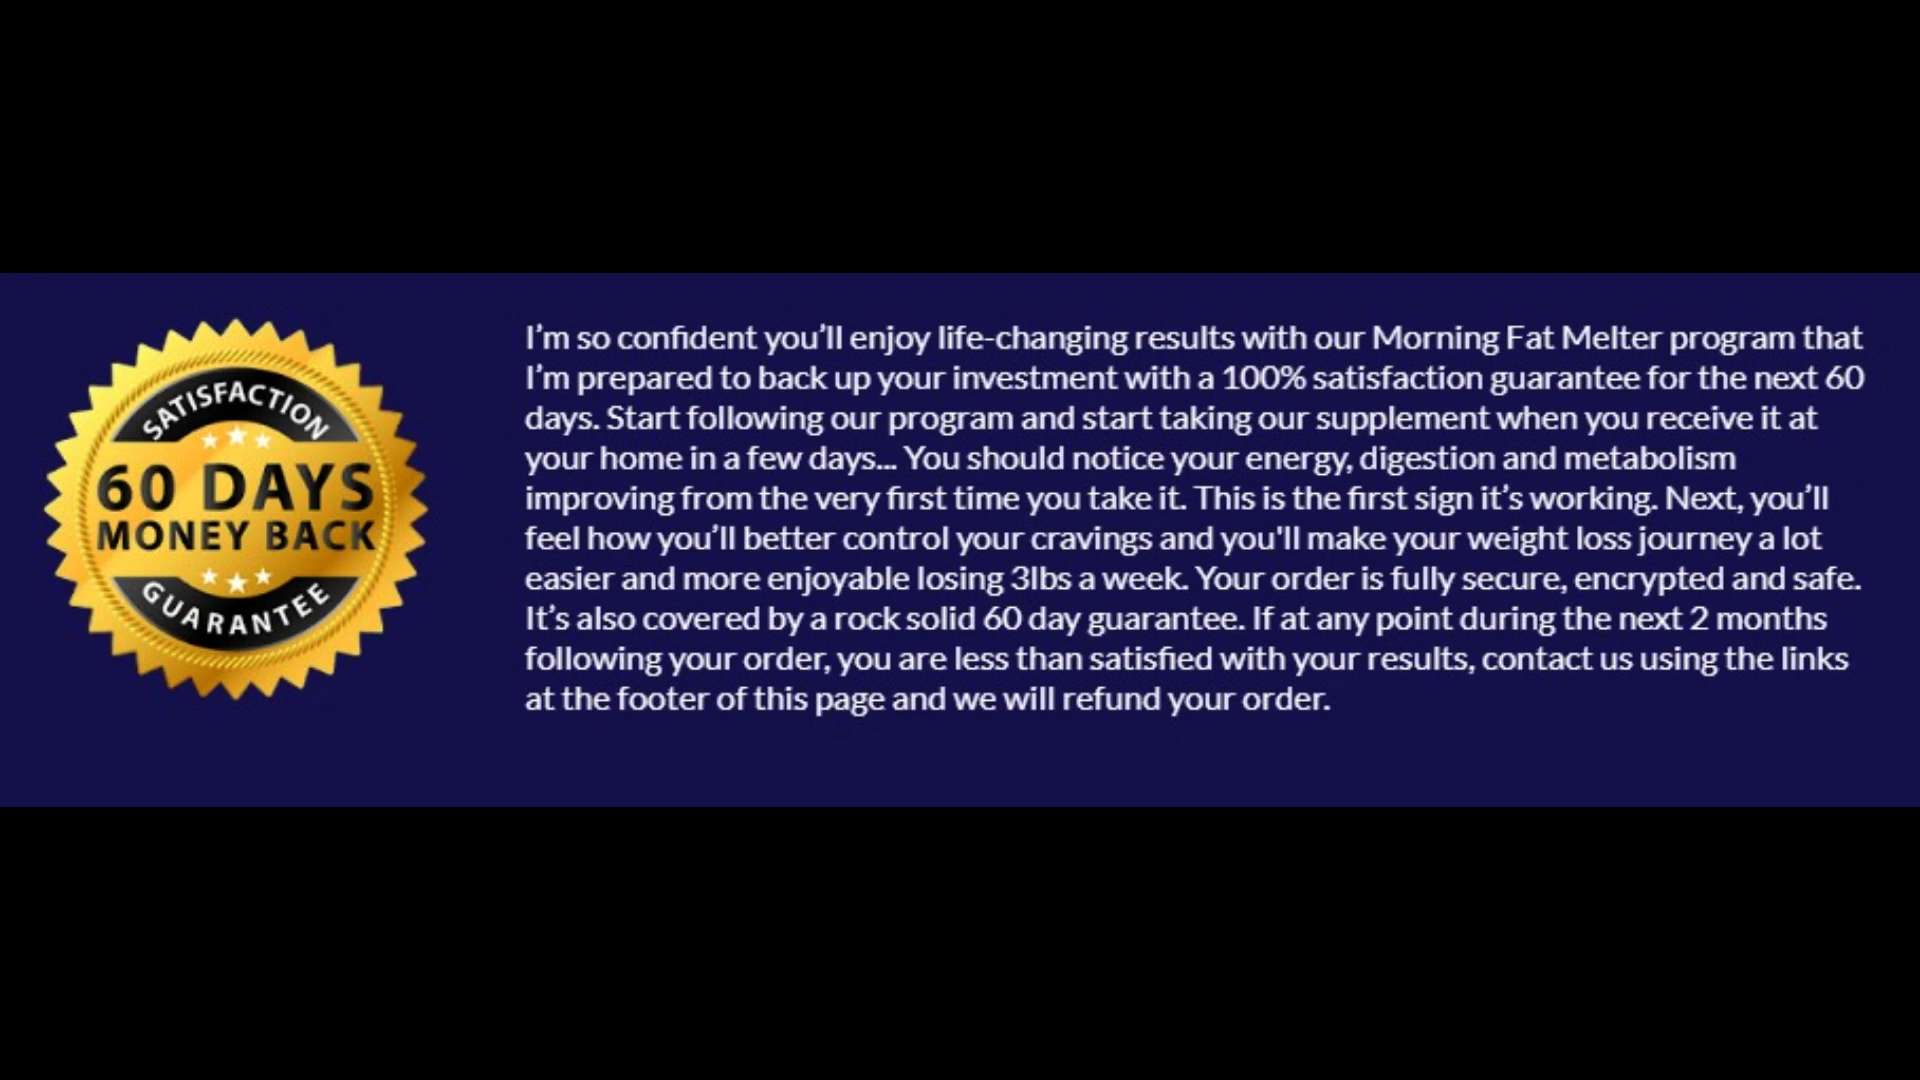 SATISFACTION
60 DAYS
MONEY BACK
GUARANTEE
I’m so confident you’ll enjoy life-changing results with our Morning Fat Melter program that
I’m prepared to back up your investment with a 100% satisfaction guarantee for the next 60
days. Start following our program and start taking our supplement when you receive it at
your home in a few days... You should notice your energy, digestion and metabolism
improving from the very first time you take it. This is the first sign it’s working. Next, you’ll
feel how you’ll better control your cravings and you'll make your weight loss journey a lot
easier and more enjoyable losing 3lbs a week. Your order is fully secure, encrypted and safe.
It’s also covered by a rock solid 60 day guarantee. If at any point during the next 2 months
following your order, you are less than satisfied with your results, contact us using the links
at the footer of this page and we will refund your order.